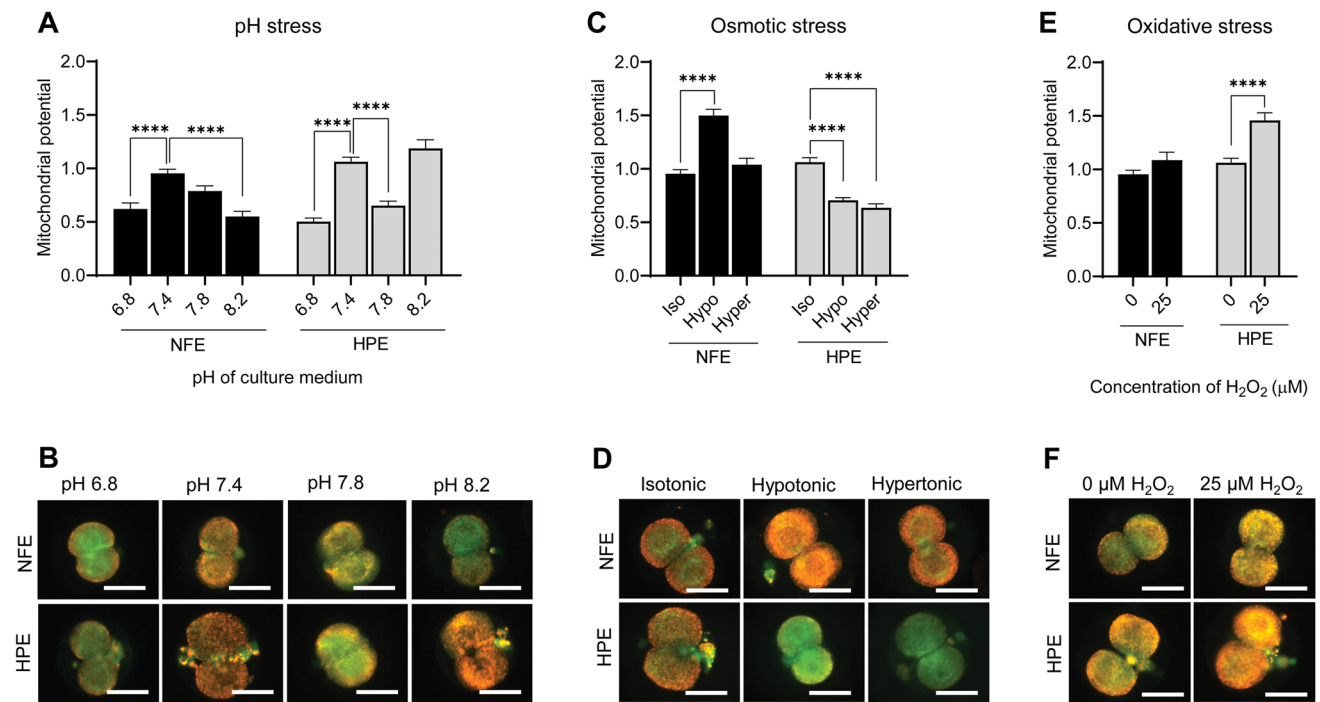 A
pH stress
2.0
1.5
1.0
0.5
0.0
Mitochondrial potential
****
****
****
****
6.8
7.4
7.8
8.2
6.8
7.4
7.8
8.2
NFE
HPE
pH of culture medium
C
Osmotic stress
2.0
1.5
1.0
0.5
0.0
Mitochondrial potential
****
****
****
Iso
Hypo
Hyper
Iso
Hypo
Hyper
NFE
HPE
E
Oxidative stress
2.0
1.5
1.0
0.5
0.0
Mitochondrial potential
****
0
25
0
25
NFE
HPE
Concentration of H₂O₂ (µM)
B
pH 6.8
pH 7.4
pH 7.8
pH 8.2
NFE
HPE
D
Isotonic
Hypotonic
Hypertonic
NFE
HPE
F
0 µM H₂O₂
25 µM H₂O₂
NFE
HPE